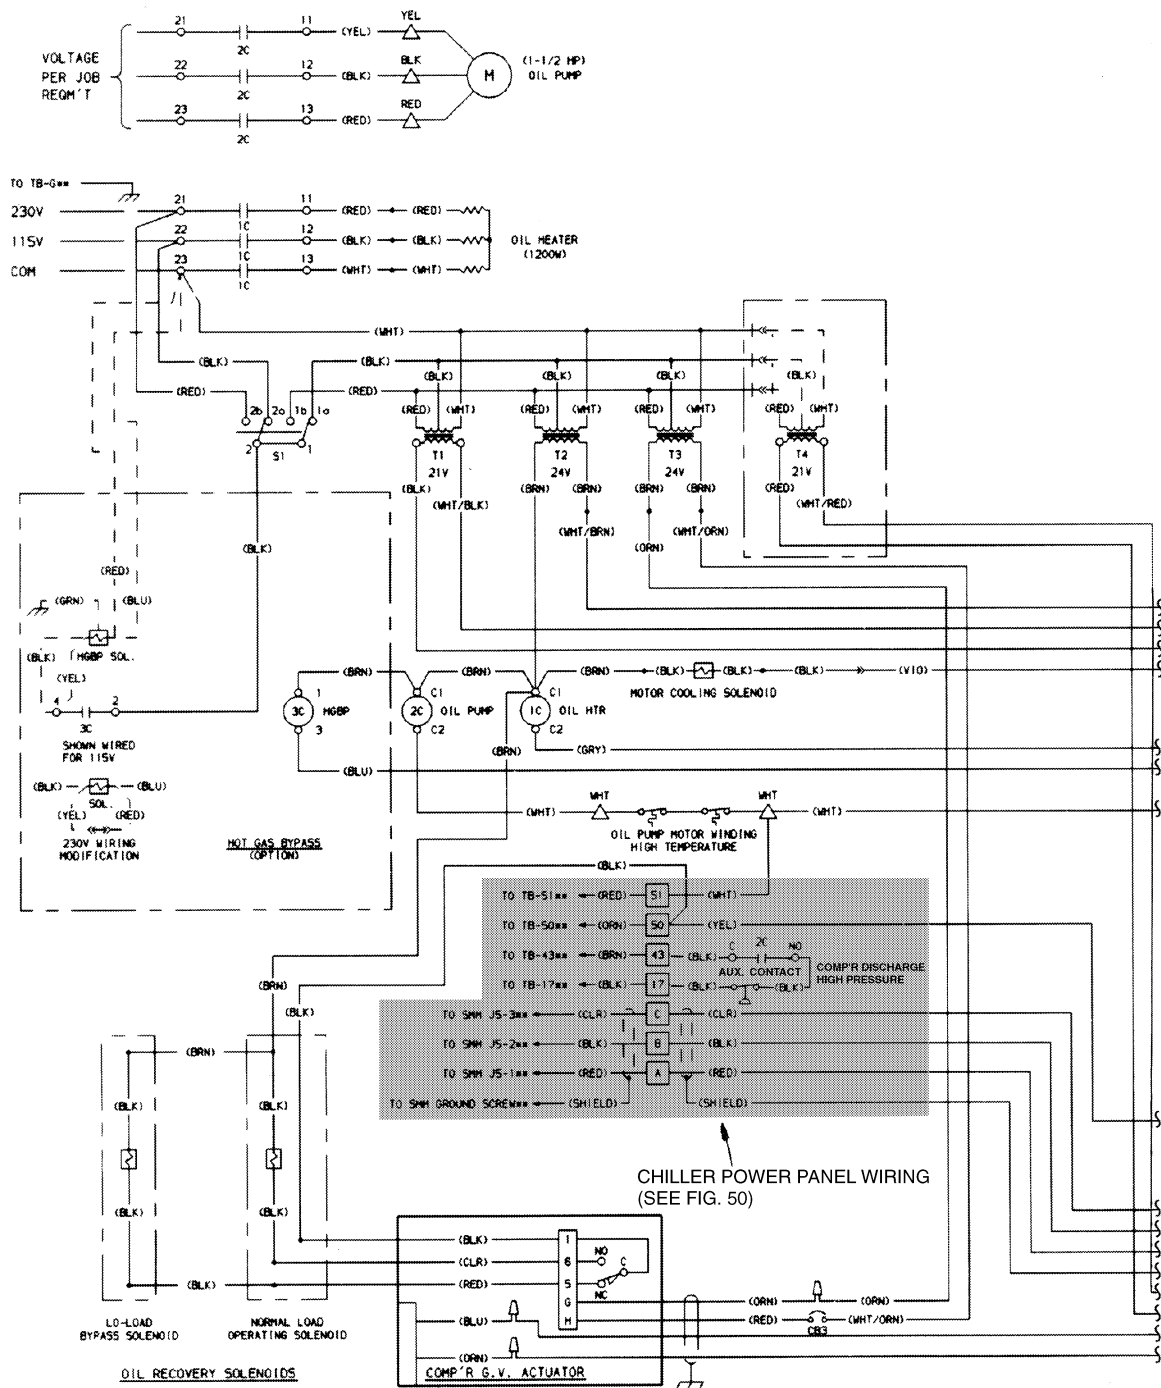 21 11 (YEL) YEL
2C
VOLTAGE
PER JOB
REQM'T
22 12 (BLK) BLK
2C
M (1-1/2 HP)
OIL PUMP
23 13 (RED) RED
2C
TO TB-G**
230V 21 11 (RED) (RED)
1C
115V 22 12 (BLK) (BLK)
1C
COM 23 13 (WHT) (WHT)
1C
OIL HEATER
(1200W)
(WHT)
(BLK) (BLK)
(RED) (RED)
(BLK) (BLK) (BLK) (BLK)
2b 2a 1b 1a
2 S1 1
(RED) (WHT) (RED) (WHT) (RED) (WHT) (RED) (WHT)
T1 T2 T3 T4
21V 24V 24V 21V
(BLK) (BRN) (BRN) (BRN) (BRN) (RED)
(WHT/BLK) (WHT/BRN) (WHT/ORN) (WHT/RED)
(ORN)
(BLK)
(RED)
(GRN) (BLU)
(BLK) HGBP SOL.
(YEL)
4 2
3C
SHOWN WIRED
FOR 115V
(BLK) (BLU)
SOL.
(YEL) (RED)
230V WIRING
MODIFICATION
HOT GAS BYPASS
(OPTION)
(BRN) (BRN) (BRN) (BLK) (BLK) (BLK) (VIO)
MOTOR COOLING SOLENOID
1 C1 C1
3C HGBP 2C OIL PUMP 1C OIL HTR
3 C2 C2
(BRN) (GRY)
(BLU)
WHT WHT
(WHT) (WHT)
OIL PUMP MOTOR WINDING
HIGH TEMPERATURE
(BLK)
TO TB-51** (RED) 51 (WHT)
TO TB-50** (ORN) 50 (YEL)
TO TB-43** (BRN) 43 (BLK) C 2C NO
AUX. CONTACT
COMP'R DISCHARGE
HIGH PRESSURE
TO TB-17** (BLK) 17 (BLK) (BLK)
TO SMM J5-3** (CLR) C (CLR)
TO SMM J5-2** (BLK) B (BLK)
TO SMM J5-1** (RED) A (RED)
TO SMM GROUND SCREW** (SHIELD) (SHIELD)
CHILLER POWER PANEL WIRING
(SEE FIG. 50)
(BRN)
(BLK)
(BRN)
(BLK) (BLK)
(BLK) (BLK)
(BLK)
LO-LOAD
BYPASS SOLENOID
NORMAL LOAD
OPERATING SOLENOID
OIL RECOVERY SOLENOIDS
(BLK) 1
(CLR) 6 NO C
(RED) 5 NC
G (ORN) (ORN)
H (RED) CB3 (WHT/ORN)
(BLU)
(ORN)
COMP'R G.V. ACTUATOR